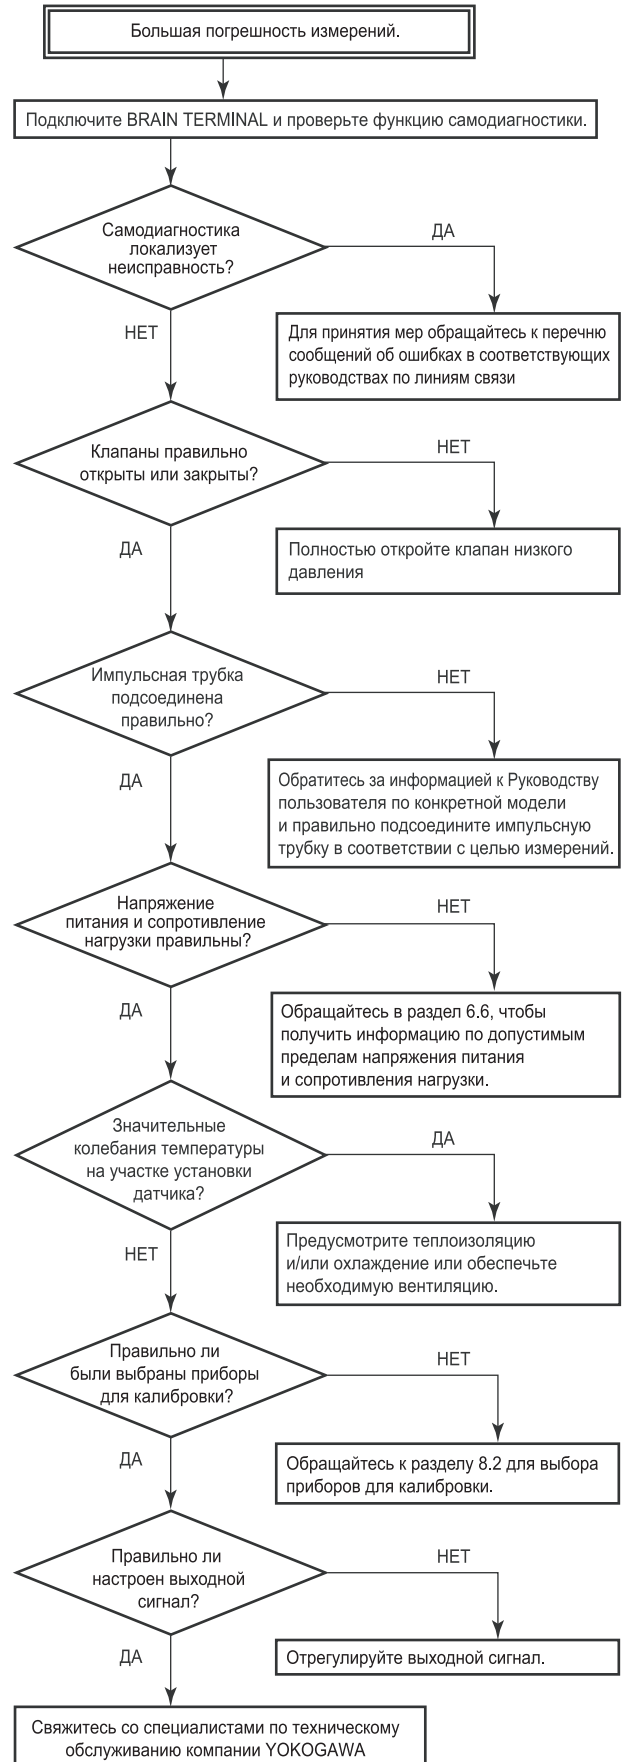 Большая погрешность измерений.
Подключите BRAIN TERMINAL и проверьте функцию самодиагностики.
Самодиагностика
локализует
неисправность?
ДА
НЕТ
Для принятия мер обращайтесь к перечню
сообщений об ошибках в соответствующих
руководствах по линиям связи
Клапаны правильно
открыты или закрыты?
НЕТ
ДА
Полностью откройте клапан низкого
давления
Импульсная трубка
подсоединена
правильно?
НЕТ
ДА
Обратитесь за информацией к Руководству
пользователя по конкретной модели
и правильно подсоедините импульсную
трубку в соответствии с целью измерений.
Напряжение
питания и сопротивление
нагрузки правильны?
НЕТ
ДА
Обращайтесь в раздел 6.6, чтобы
получить информацию по допустимым
пределам напряжения питания
и сопротивления нагрузки.
Значительные
колебания температуры
на участке установки
датчика?
ДА
НЕТ
Предусмотрите теплоизоляцию
и/или охлаждение или обеспечьте
необходимую вентиляцию.
Правильно ли
были выбраны приборы
для калибровки?
НЕТ
ДА
Обращайтесь к разделу 8.2 для выбора
приборов для калибровки.
Правильно ли
настроен выходной
сигнал?
НЕТ
ДА
Отрегулируйте выходной сигнал.
Свяжитесь со специалистами по техническому
обслуживанию компании YOKOGAWA